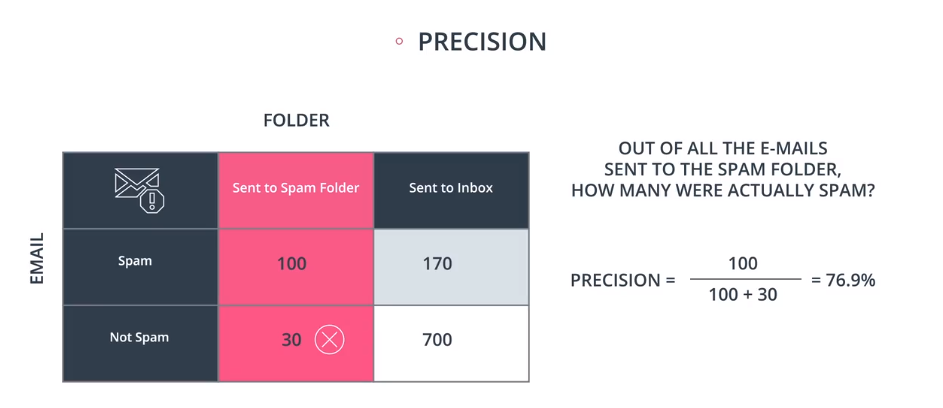 PRECISION
FOLDER
Sent to Spam Folder
Sent to Inbox
EMAIL
Spam
100
170
Not Spam
30
700
OUT OF ALL THE E-MAILS
SENT TO THE SPAM FOLDER,
HOW MANY WERE ACTUALLY SPAM?
PRECISION =
100
100 + 30
= 76.9%